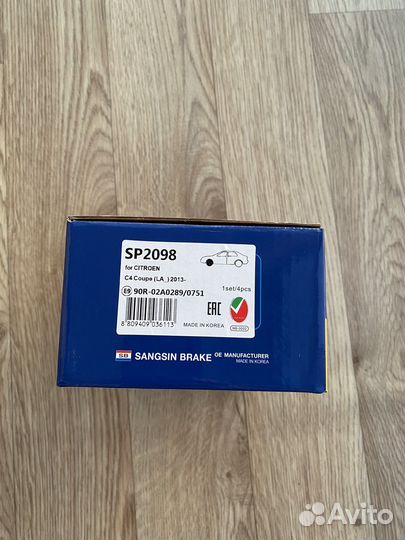 SP2098
for CITROEN
C4 Coupe (LA_) 2013-
E9 90R-02A0289/0751
1set/4pcs
EAC
8 809409 036113
MADE IN KOREA
SB SANGSIN BRAKE OE MANUFACTURER
MADE IN KOREA
Avito